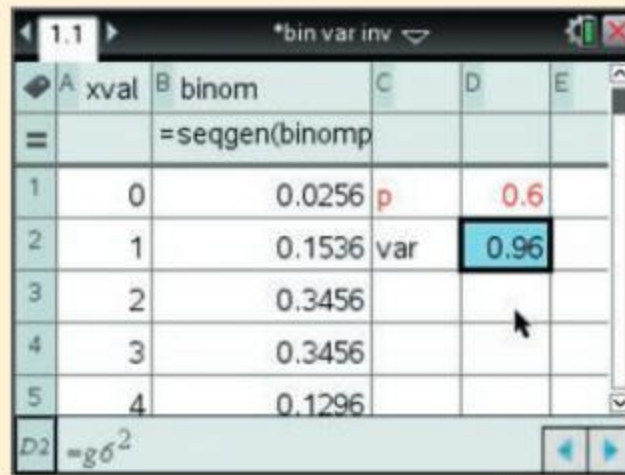 1.1 *bin var inv
A xval B binom C D E
= =seqgen(binomp
1 0 0.0256 p 0.6
2 1 0.1536 var 0.96
3 2 0.3456
4 3 0.3456
5 4 0.1296
D2 =gσ²